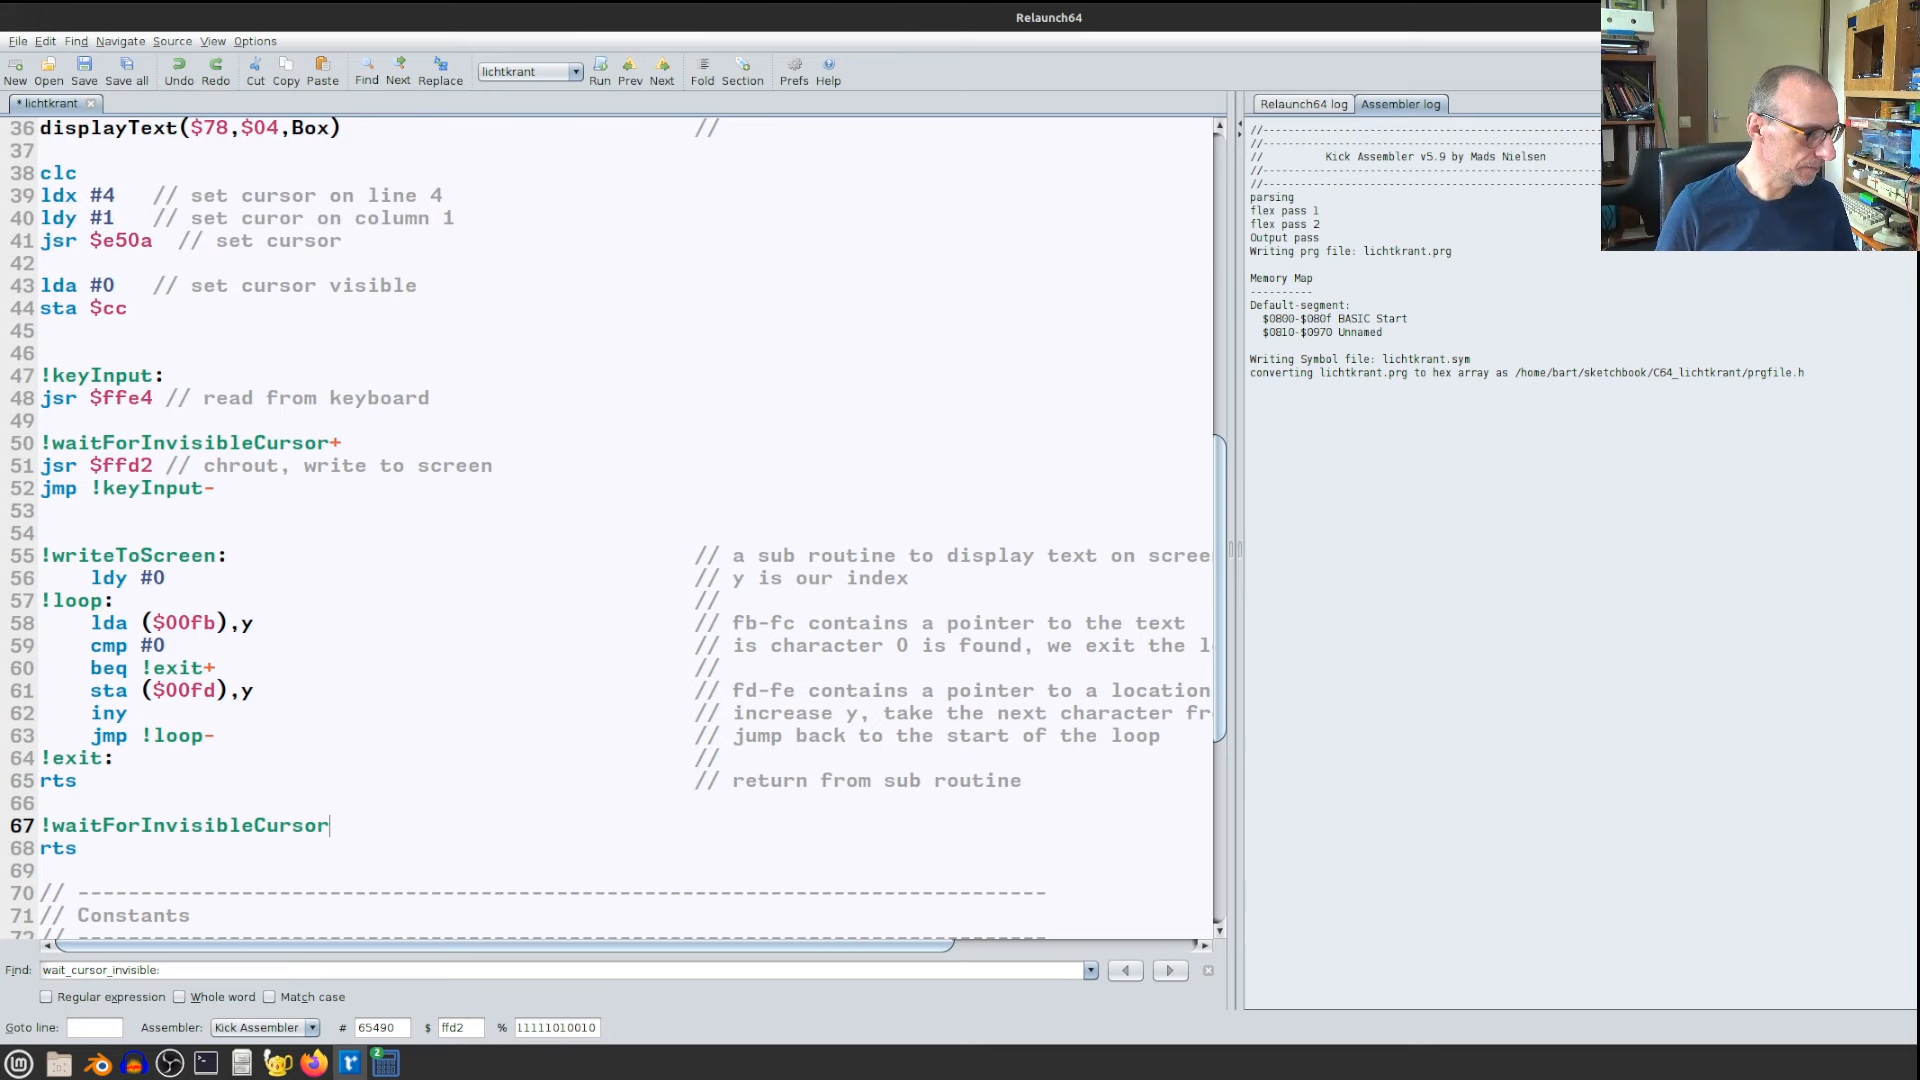 Relaunch64
File Edit Find Navigate Source View Options
New Open Save Save all Undo Redo Cut Copy Paste Find Next Replace lichtkrant Run Prev Next Fold Section Prefs Help
* lichtkrant
36 displayText($78,$04,Box) //
37
38 clc
39 ldx #4 // set cursor on line 4
40 ldy #1 // set curor on column 1
41 jsr $e50a // set cursor
42
43 lda #0 // set cursor visible
44 sta $cc
45
46
47 !keyInput:
48 jsr $ffe4 // read from keyboard
49
50 !waitForInvisibleCursor+
51 jsr $ffd2 // chrout, write to screen
52 jmp !keyInput-
53
54
55 !writeToScreen: // a sub routine to display text on scree
56 ldy #0 // y is our index
57 !loop: //
58 lda ($00fb),y // fb-fc contains a pointer to the text
59 cmp #0 // is character 0 is found, we exit the l
60 beq !exit+ //
61 sta ($00fd),y // fd-fe contains a pointer to a location
62 iny // increase y, take the next character fr
63 jmp !loop- // jump back to the start of the loop
64 !exit: //
65 rts // return from sub routine
66
67 !waitForInvisibleCursor
68 rts
69
70 // -----------------------------------------------------------------------------
71 // Constants
72 // -----------------------------------------------------------------------------
Find: wait_cursor_invisible:
Regular expression Whole word Match case
Goto line: Assembler: Kick Assembler # 65490 $ ffd2 % 11111010010
Relaunch64 log Assembler log
//------------------------------------------------------
//------------------------------------------------------
// Kick Assembler v5.9 by Mads Nielsen
//------------------------------------------------------
//------------------------------------------------------
parsing
flex pass 1
flex pass 2
Output pass
Writing prg file: lichtkrant.prg
Memory Map
----------
Default-segment:
$0800-$080f BASIC Start
$0810-$0970 Unnamed
Writing Symbol file: lichtkrant.sym
converting lichtkrant.prg to hex array as /home/bart/sketchbook/C64_lichtkrant/prgfile.h
2